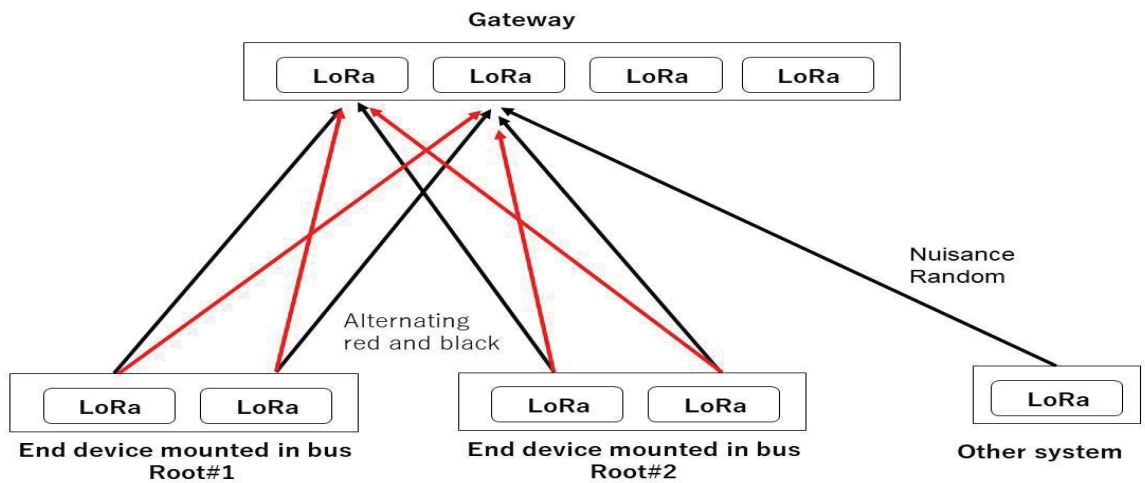 Gateway
LoRa LoRa LoRa LoRa
Nuisance
Random
Alternating
red and black
LoRa LoRa LoRa LoRa LoRa
End device mounted in bus
Root#1
End device mounted in bus
Root#2
Other system